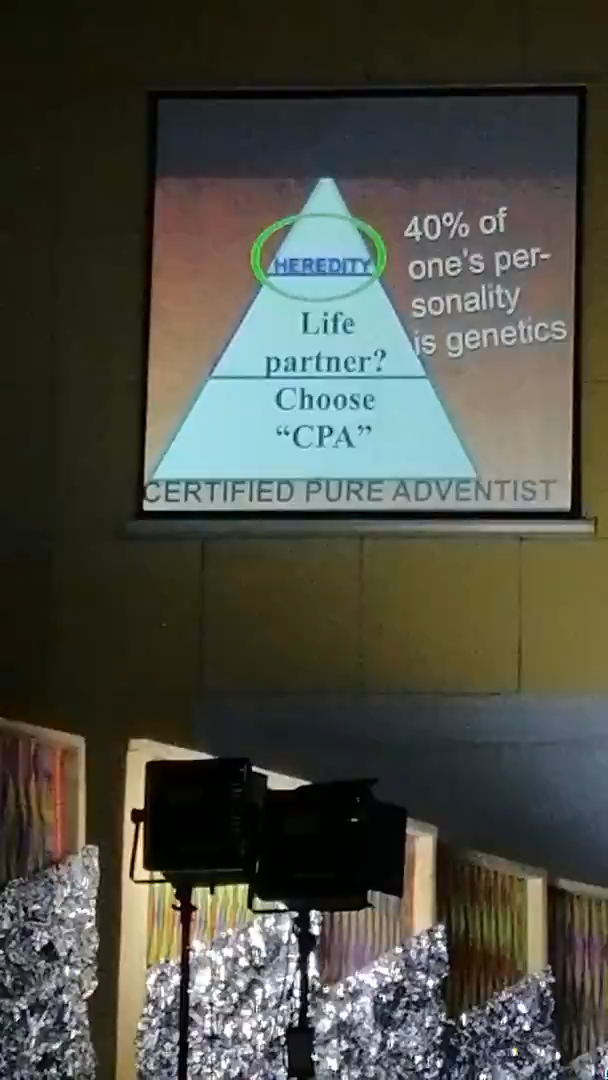 HEREDITY
Life
partner?
Choose
“CPA”
40% of
one's per-
sonality
is genetics
CERTIFIED PURE ADVENTIST